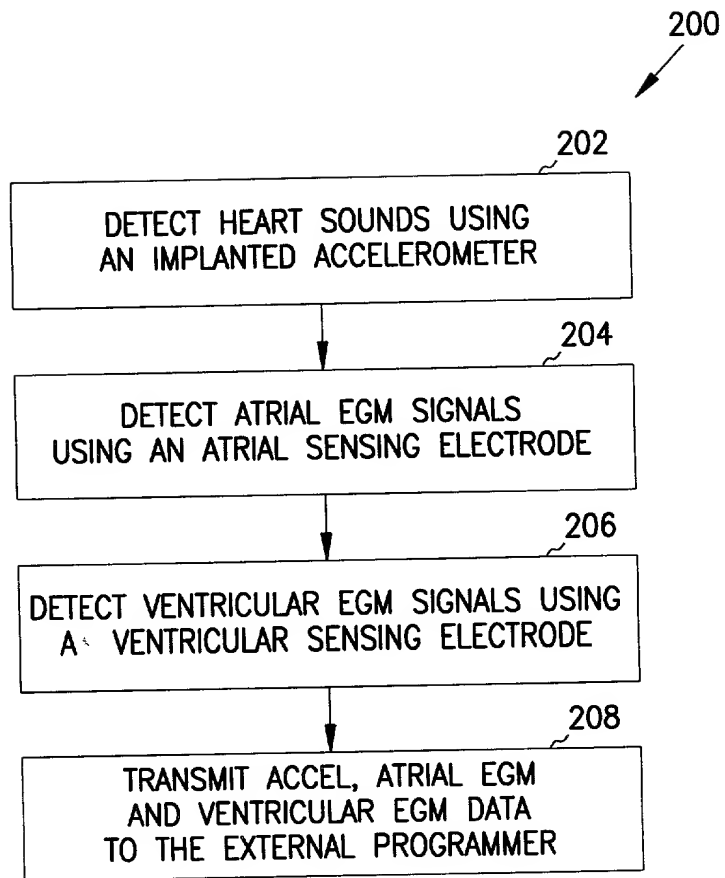 200
202
DETECT HEART SOUNDS USING
AN IMPLANTED ACCELEROMETER
204
DETECT ATRIAL EGM SIGNALS
USING AN ATRIAL SENSING ELECTRODE
206
DETECT VENTRICULAR EGM SIGNALS USING
A VENTRICULAR SENSING ELECTRODE
208
TRANSMIT ACCEL, ATRIAL EGM
AND VENTRICULAR EGM DATA
TO THE EXTERNAL PROGRAMMER